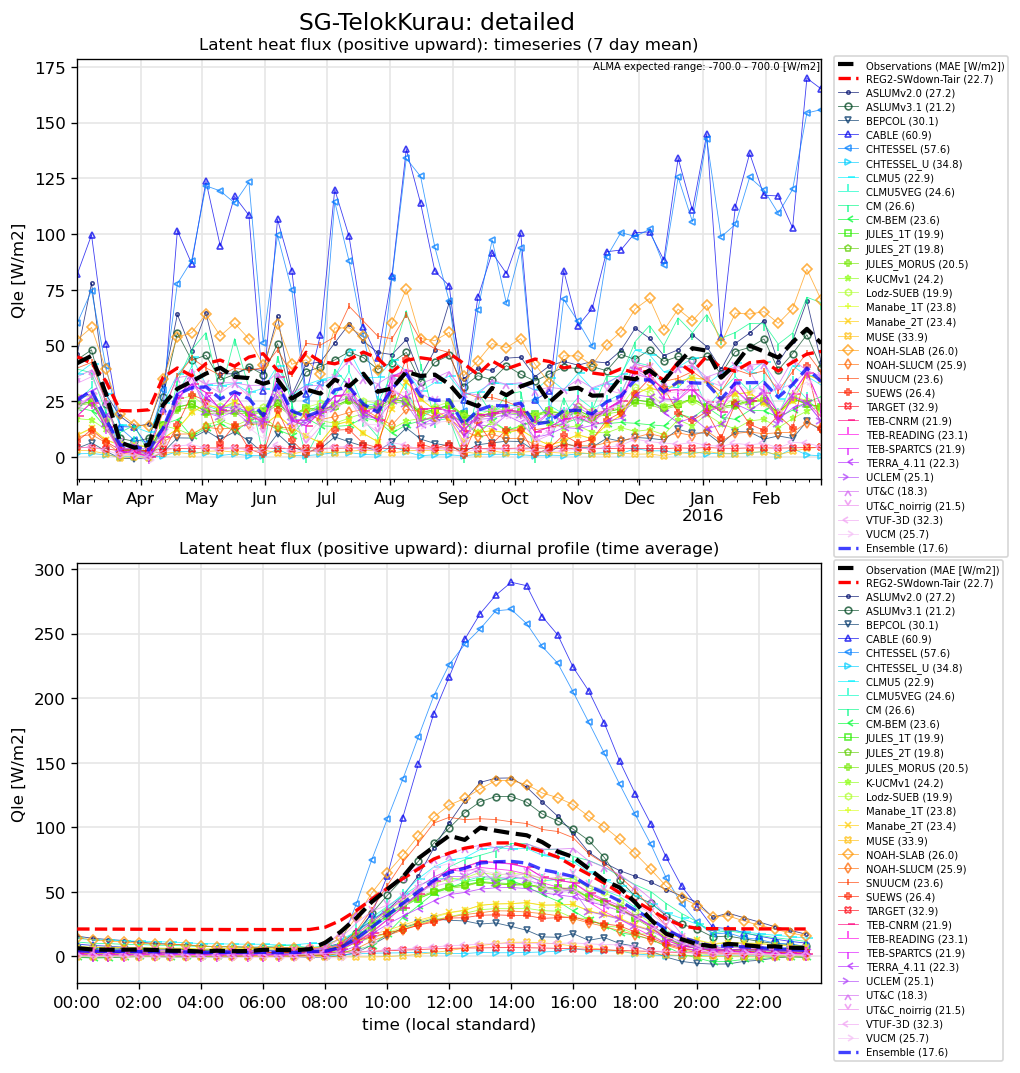 SG-TelokKurau: detailed
Latent heat flux (positive upward): timeseries (7 day mean)
ALMA expected range: -700.0 - 700.0 [W/m2]
Qle [W/m2]
175
150
125
100
75
50
25
0
Mar Apr May Jun Jul Aug Sep Oct Nov Dec Jan Feb
2016
Observations (MAE [W/m2])
REG2-SWdown-Tair (22.7)
ASLUMv2.0 (27.2)
ASLUMv3.1 (21.2)
BEPCOL (30.1)
CABLE (60.9)
CHTESSEL (57.6)
CHTESSEL_U (34.8)
CLMU5 (22.9)
CLMU5VEG (24.6)
CM (26.6)
CM-BEM (23.6)
JULES_1T (19.9)
JULES_2T (19.8)
JULES_MORUS (20.5)
K-UCMv1 (24.2)
Lodz-SUEB (19.9)
Manabe_1T (23.8)
Manabe_2T (23.4)
MUSE (33.9)
NOAH-SLAB (26.0)
NOAH-SLUCM (25.9)
SNUUCM (23.6)
SUEWS (26.4)
TARGET (32.9)
TEB-CNRM (21.9)
TEB-READING (23.1)
TEB-SPARTCS (21.9)
TERRA_4.11 (22.3)
UCLEM (25.1)
UT&C (18.3)
UT&C_noirrig (21.5)
VTUF-3D (32.3)
VUCM (25.7)
Ensemble (17.6)
Latent heat flux (positive upward): diurnal profile (time average)
Qle [W/m2]
300
250
200
150
100
50
0
00:00 02:00 04:00 06:00 08:00 10:00 12:00 14:00 16:00 18:00 20:00 22:00
time (local standard)
Observation (MAE [W/m2])
REG2-SWdown-Tair (22.7)
ASLUMv2.0 (27.2)
ASLUMv3.1 (21.2)
BEPCOL (30.1)
CABLE (60.9)
CHTESSEL (57.6)
CHTESSEL_U (34.8)
CLMU5 (22.9)
CLMU5VEG (24.6)
CM (26.6)
CM-BEM (23.6)
JULES_1T (19.9)
JULES_2T (19.8)
JULES_MORUS (20.5)
K-UCMv1 (24.2)
Lodz-SUEB (19.9)
Manabe_1T (23.8)
Manabe_2T (23.4)
MUSE (33.9)
NOAH-SLAB (26.0)
NOAH-SLUCM (25.9)
SNUUCM (23.6)
SUEWS (26.4)
TARGET (32.9)
TEB-CNRM (21.9)
TEB-READING (23.1)
TEB-SPARTCS (21.9)
TERRA_4.11 (22.3)
UCLEM (25.1)
UT&C (18.3)
UT&C_noirrig (21.5)
VTUF-3D (32.3)
VUCM (25.7)
Ensemble (17.6)